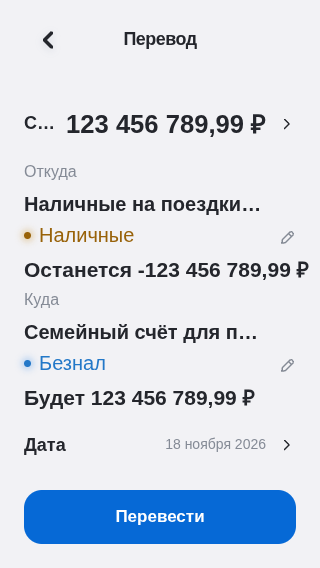 Перевод
С… 123 456 789,99 ₽
Откуда
Наличные на поездки…
Наличные
Останется -123 456 789,99 ₽
Куда
Семейный счёт для п…
Безнал
Будет 123 456 789,99 ₽
Дата 18 ноября 2026
Перевести